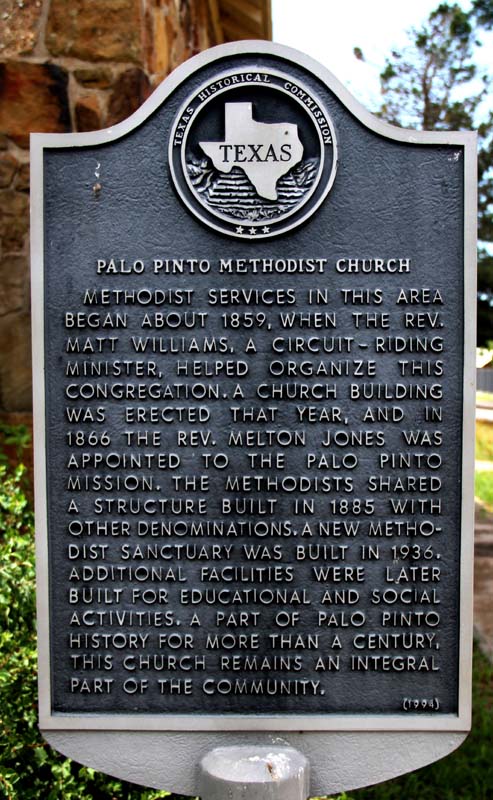 TEXAS HISTORICAL COMMISSION
TEXAS
PALO PINTO METHODIST CHURCH
METHODIST SERVICES IN THIS AREA
BEGAN ABOUT 1859, WHEN THE REV.
MATT WILLIAMS, A CIRCUIT-RIDING
MINISTER, HELPED ORGANIZE THIS
CONGREGATION. A CHURCH BUILDING
WAS ERECTED THAT YEAR, AND IN
1866 THE REV. MELTON JONES WAS
APPOINTED TO THE PALO PINTO
MISSION. THE METHODISTS SHARED
A STRUCTURE BUILT IN 1885 WITH
OTHER DENOMINATIONS. A NEW METHO-
DIST SANCTUARY WAS BUILT IN 1936.
ADDITIONAL FACILITIES WERE LATER
BUILT FOR EDUCATIONAL AND SOCIAL
ACTIVITIES. A PART OF PALO PINTO
HISTORY FOR MORE THAN A CENTURY,
THIS CHURCH REMAINS AN INTEGRAL
PART OF THE COMMUNITY.
(1994)